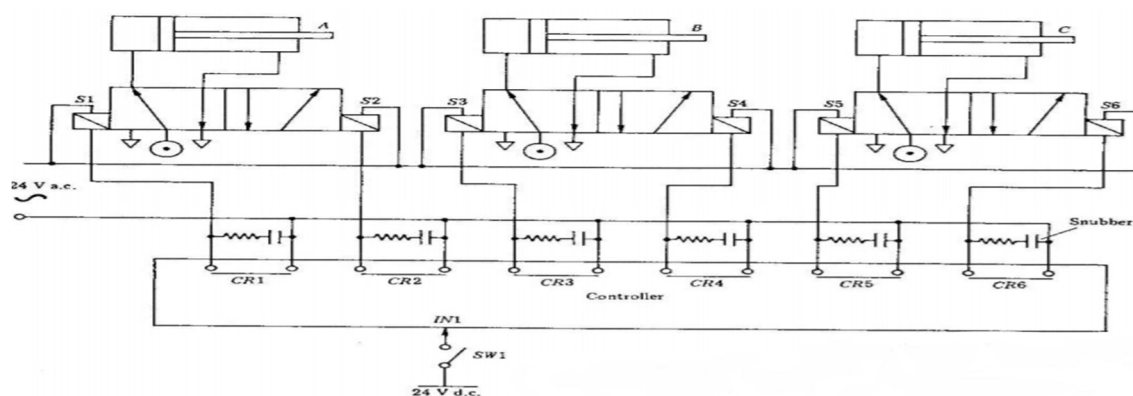 A B C
S1 S2 S3 S4 S5 S6
24 V a.c.
Snubber
CR1 CR2 CR3 CR4 CR5 CR6
Controller
IN1
SW1
24 V d.c.